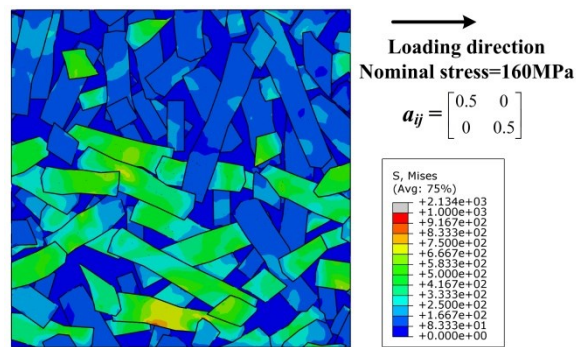 Loading direction
Nominal stress=160MPa
aij = [0.5 0
0 0.5]
S, Mises
(Avg: 75%)
+2.134e+03
+1.000e+03
+9.167e+02
+8.333e+02
+7.500e+02
+6.667e+02
+5.833e+02
+5.000e+02
+4.167e+02
+3.333e+02
+2.500e+02
+1.667e+02
+8.333e+01
+0.000e+00